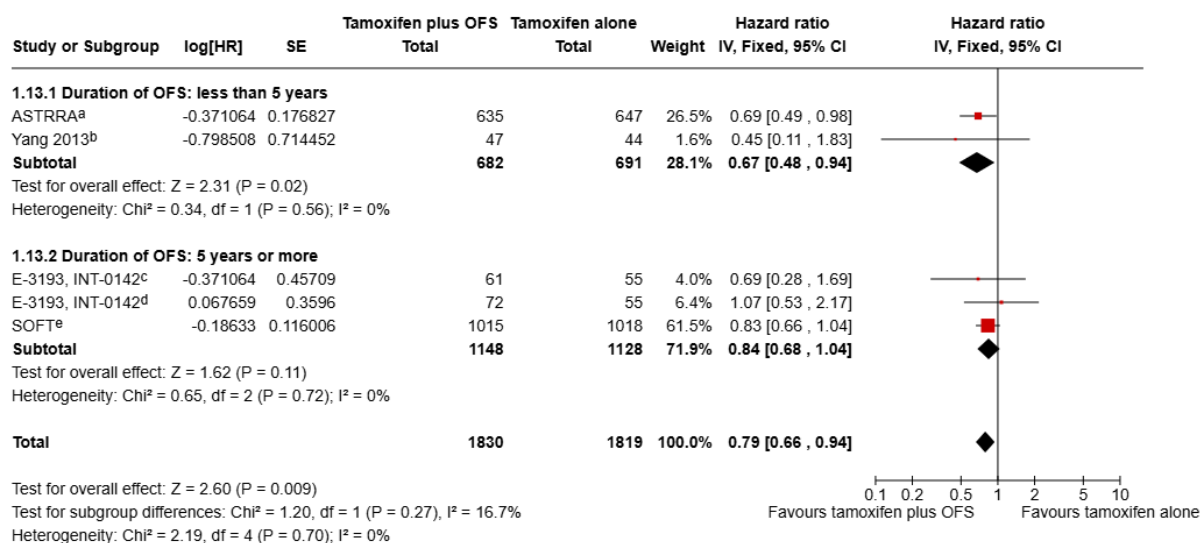 Tamoxifen plus OFS Tamoxifen alone Hazard ratio Hazard ratio
Study or Subgroup log[HR] SE Total Total Weight IV, Fixed, 95% CI IV, Fixed, 95% CI
1.13.1 Duration of OFS: less than 5 years
ASTRRAᵃ -0.371064 0.176827 635 647 26.5% 0.69 [0.49 , 0.98]
Yang 2013ᵇ -0.798508 0.714452 47 44 1.6% 0.45 [0.11 , 1.83]
Subtotal 682 691 28.1% 0.67 [0.48 , 0.94]
Test for overall effect: Z = 2.31 (P = 0.02)
Heterogeneity: Chi² = 0.34, df = 1 (P = 0.56); I² = 0%
1.13.2 Duration of OFS: 5 years or more
E-3193, INT-0142ᶜ -0.371064 0.45709 61 55 4.0% 0.69 [0.28 , 1.69]
E-3193, INT-0142ᵈ 0.067659 0.3596 72 55 6.4% 1.07 [0.53 , 2.17]
SOFTᵉ -0.18633 0.116006 1015 1018 61.5% 0.83 [0.66 , 1.04]
Subtotal 1148 1128 71.9% 0.84 [0.68 , 1.04]
Test for overall effect: Z = 1.62 (P = 0.11)
Heterogeneity: Chi² = 0.65, df = 2 (P = 0.72); I² = 0%
Total 1830 1819 100.0% 0.79 [0.66 , 0.94]
Test for overall effect: Z = 2.60 (P = 0.009)
Test for subgroup differences: Chi² = 1.20, df = 1 (P = 0.27), I² = 16.7%
Heterogeneity: Chi² = 2.19, df = 4 (P = 0.70); I² = 0%
0.1 0.2 0.5 1 2 5 10
Favours tamoxifen plus OFS Favours tamoxifen alone